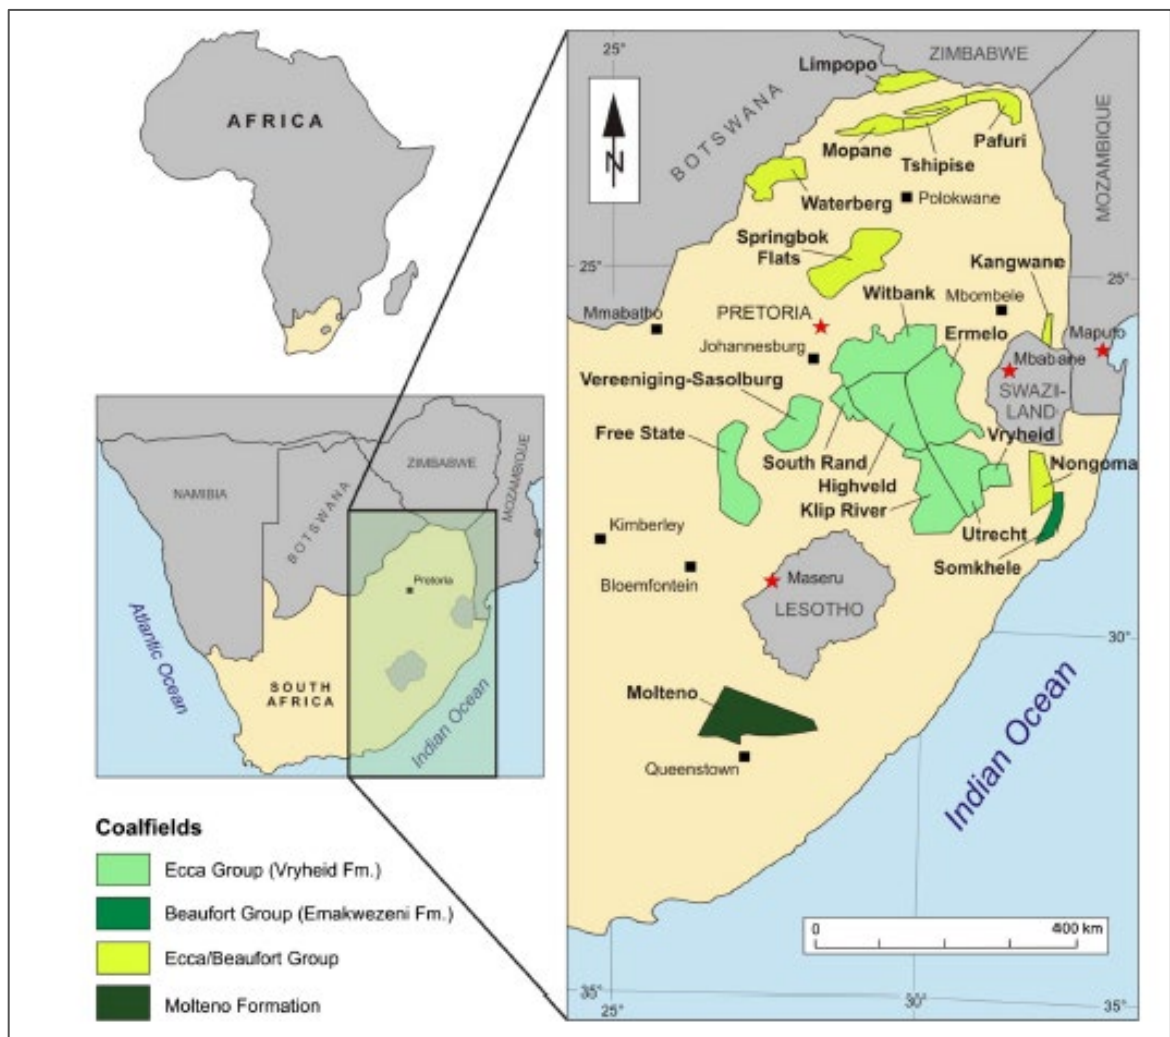 AFRICA
NAMIBIA
BOTSWANA
ZIMBABWE
MOZAMBIQUE
Pretoria
SOUTH
AFRICA
Atlantic Ocean
Indian Ocean
Coalfields
Ecca Group (Vryheid Fm.)
Beaufort Group (Emakwezeni Fm.)
Ecca/Beaufort Group
Molteno Formation
25°
ZIMBABWE
Limpopo
BOTSWANA
MOZAMBIQUE
N
Mopane
Tshipise
Pafuri
Waterberg
Polokwane
Springbok
Flats
25°
Kangwane
25°
Witbank
Mbombele
Mmabatho
PRETORIA
Ermelo
Maputo
Johannesburg
Mbabane
Vereeniging-Sasolburg
SWAZI-
LAND
Free State
Vryheid
South Rand
Nongoma
Highveld
Klip River
Kimberley
Utrecht
Somkhele
Bloemfontein
Maseru
LESOTHO
30°
Molteno
Queenstown
Indian Ocean
0
400 km
35°
25°
30°
35°